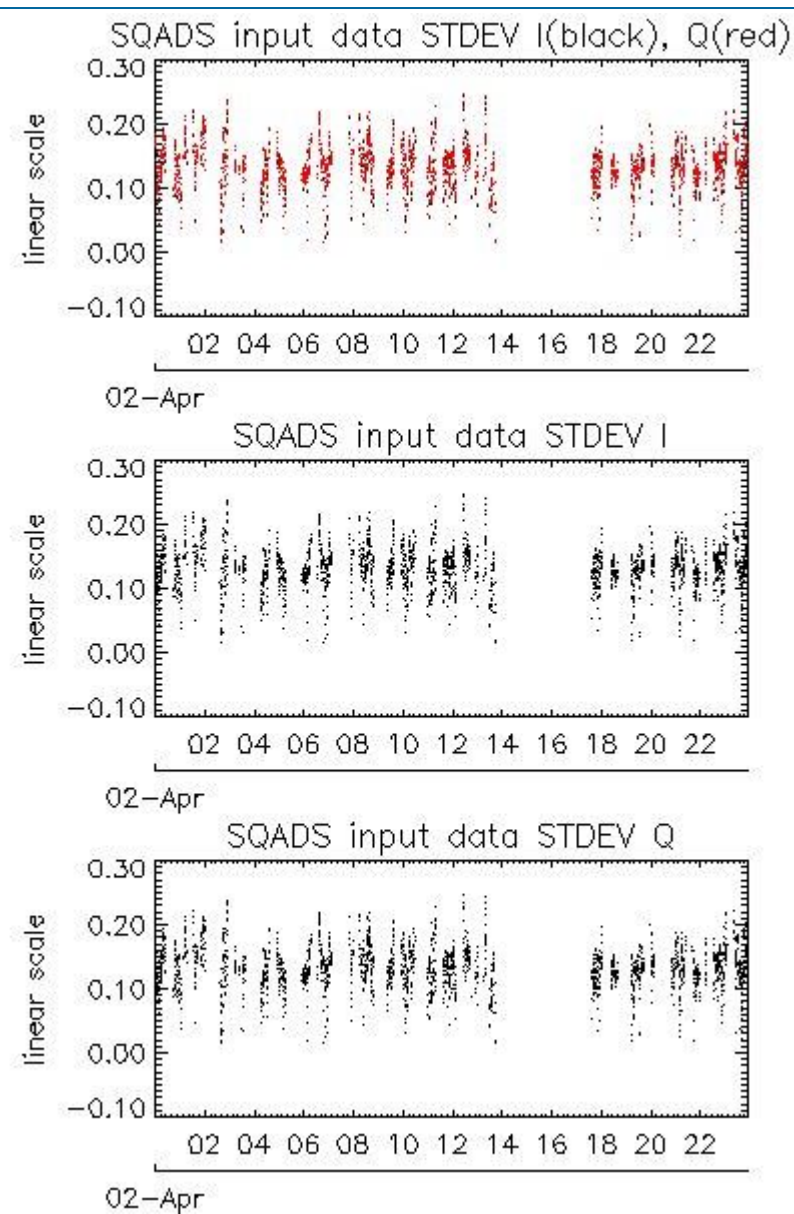 SQADS input data STDEV I(black), Q(red)
0.30
0.20
0.10
0.00
-0.10
linear scale
02 04 06 08 10 12 14 16 18 20 22
02-Apr
SQADS input data STDEV I
0.30
0.20
0.10
0.00
-0.10
linear scale
02 04 06 08 10 12 14 16 18 20 22
02-Apr
SQADS input data STDEV Q
0.30
0.20
0.10
0.00
-0.10
linear scale
02 04 06 08 10 12 14 16 18 20 22
02-Apr